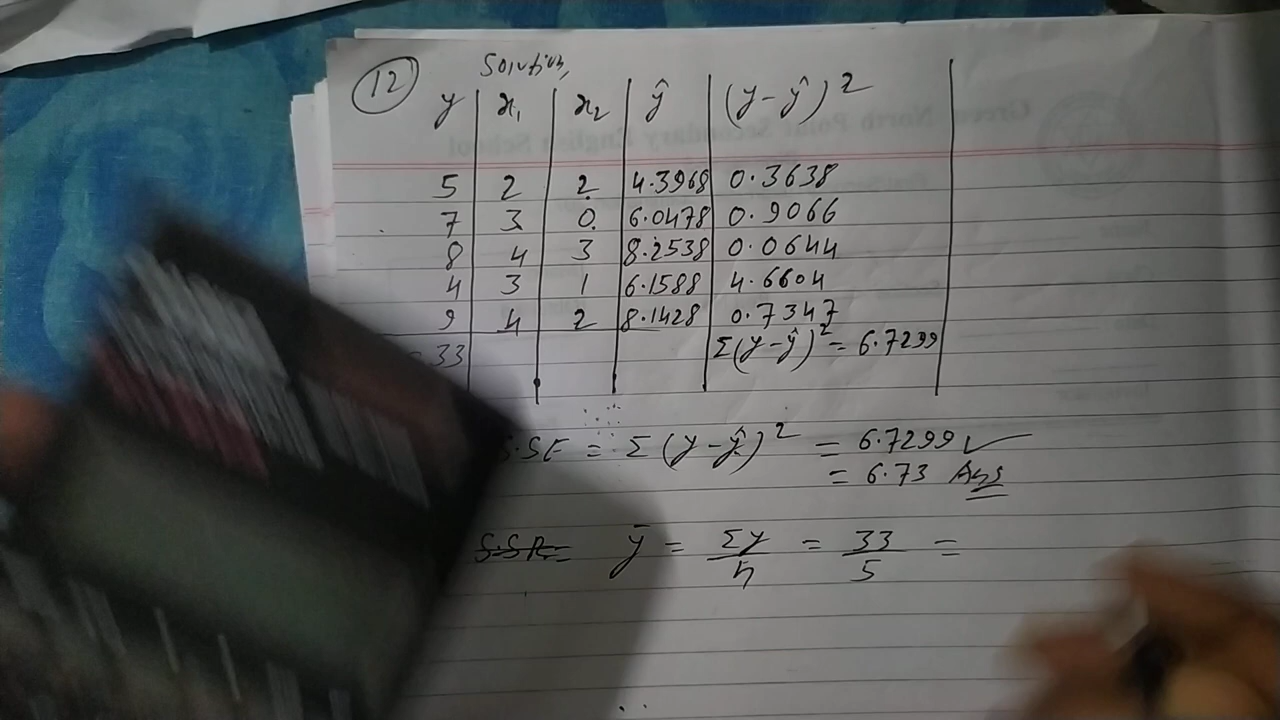 12 Solution,
y x₁ x₂ ŷ (y-ŷ)²
5 2 2 4.3968 0.3638
7 3 0 6.0478 0.9066
8 4 3 8.2538 0.0644
4 3 1 6.1588 4.6604
9 4 2 8.1428 0.7347
= 33 Σ(y-ŷ)² = 6.7299
S.SE = Σ(y-ŷ)² = 6.7299 ✓
= 6.73 Ans
S.SR = ȳ = Σy/n = 33/5 =